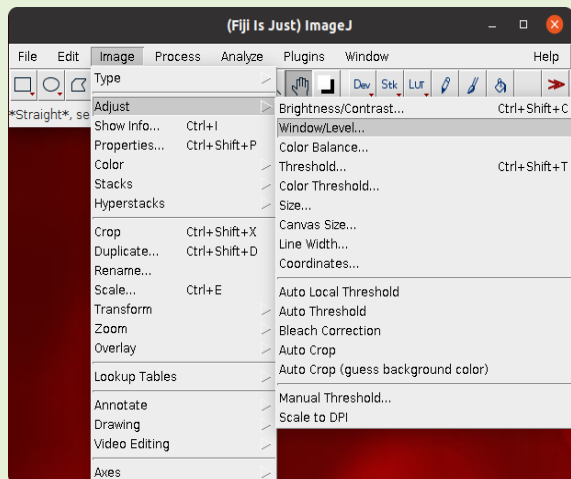 (Fiji Is Just) ImageJ
File Edit Image Process Analyze Plugins Window Help
Dev Stk LUT
*Straight*, se
Type
Adjust
Show Info... Ctrl+I
Properties... Ctrl+Shift+P
Color
Stacks
Hyperstacks
Crop Ctrl+Shift+X
Duplicate... Ctrl+Shift+D
Rename...
Scale... Ctrl+E
Transform
Zoom
Overlay
Lookup Tables
Annotate
Drawing
Video Editing
Axes
Brightness/Contrast... Ctrl+Shift+C
Window/Level...
Color Balance...
Threshold... Ctrl+Shift+T
Color Threshold...
Size...
Canvas Size...
Line Width...
Coordinates...
Auto Local Threshold
Auto Threshold
Bleach Correction
Auto Crop
Auto Crop (guess background color)
Manual Threshold...
Scale to DPI